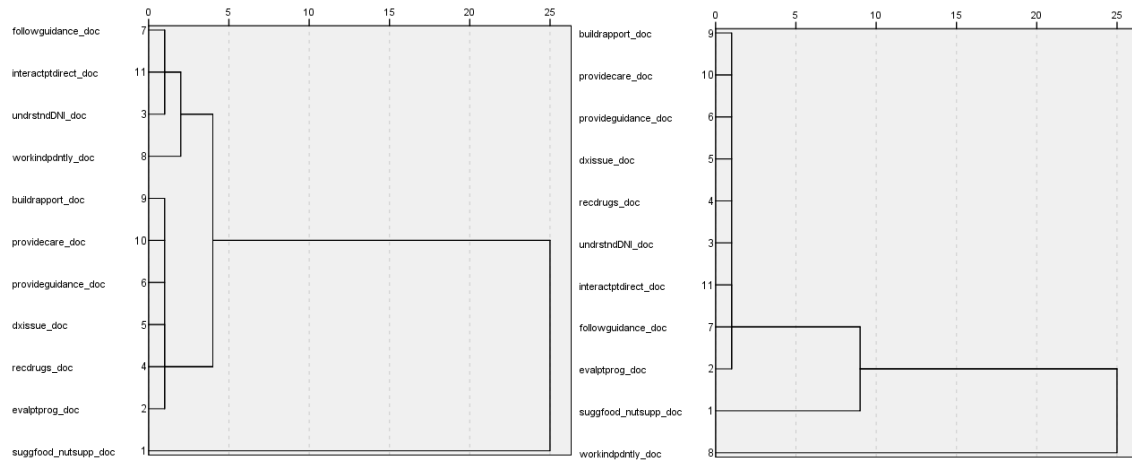 0 5 10 15 20 25
followguidance_doc 7
interactptdirect_doc 11
undrstndDNI_doc 3
workindpdntly_doc 8
buildrapport_doc 9
providecare_doc 10
provideguidance_doc 6
dxissue_doc 5
recdrugs_doc 4
evalptprog_doc 2
suggfood_nutsupp_doc 1
0 5 10 15 20 25
buildrapport_doc 9
providecare_doc 10
provideguidance_doc 6
dxissue_doc 5
recdrugs_doc 4
undrstndDNI_doc 3
interactptdirect_doc 11
followguidance_doc 7
evalptprog_doc 2
suggfood_nutsupp_doc 1
workindpdntly_doc 8